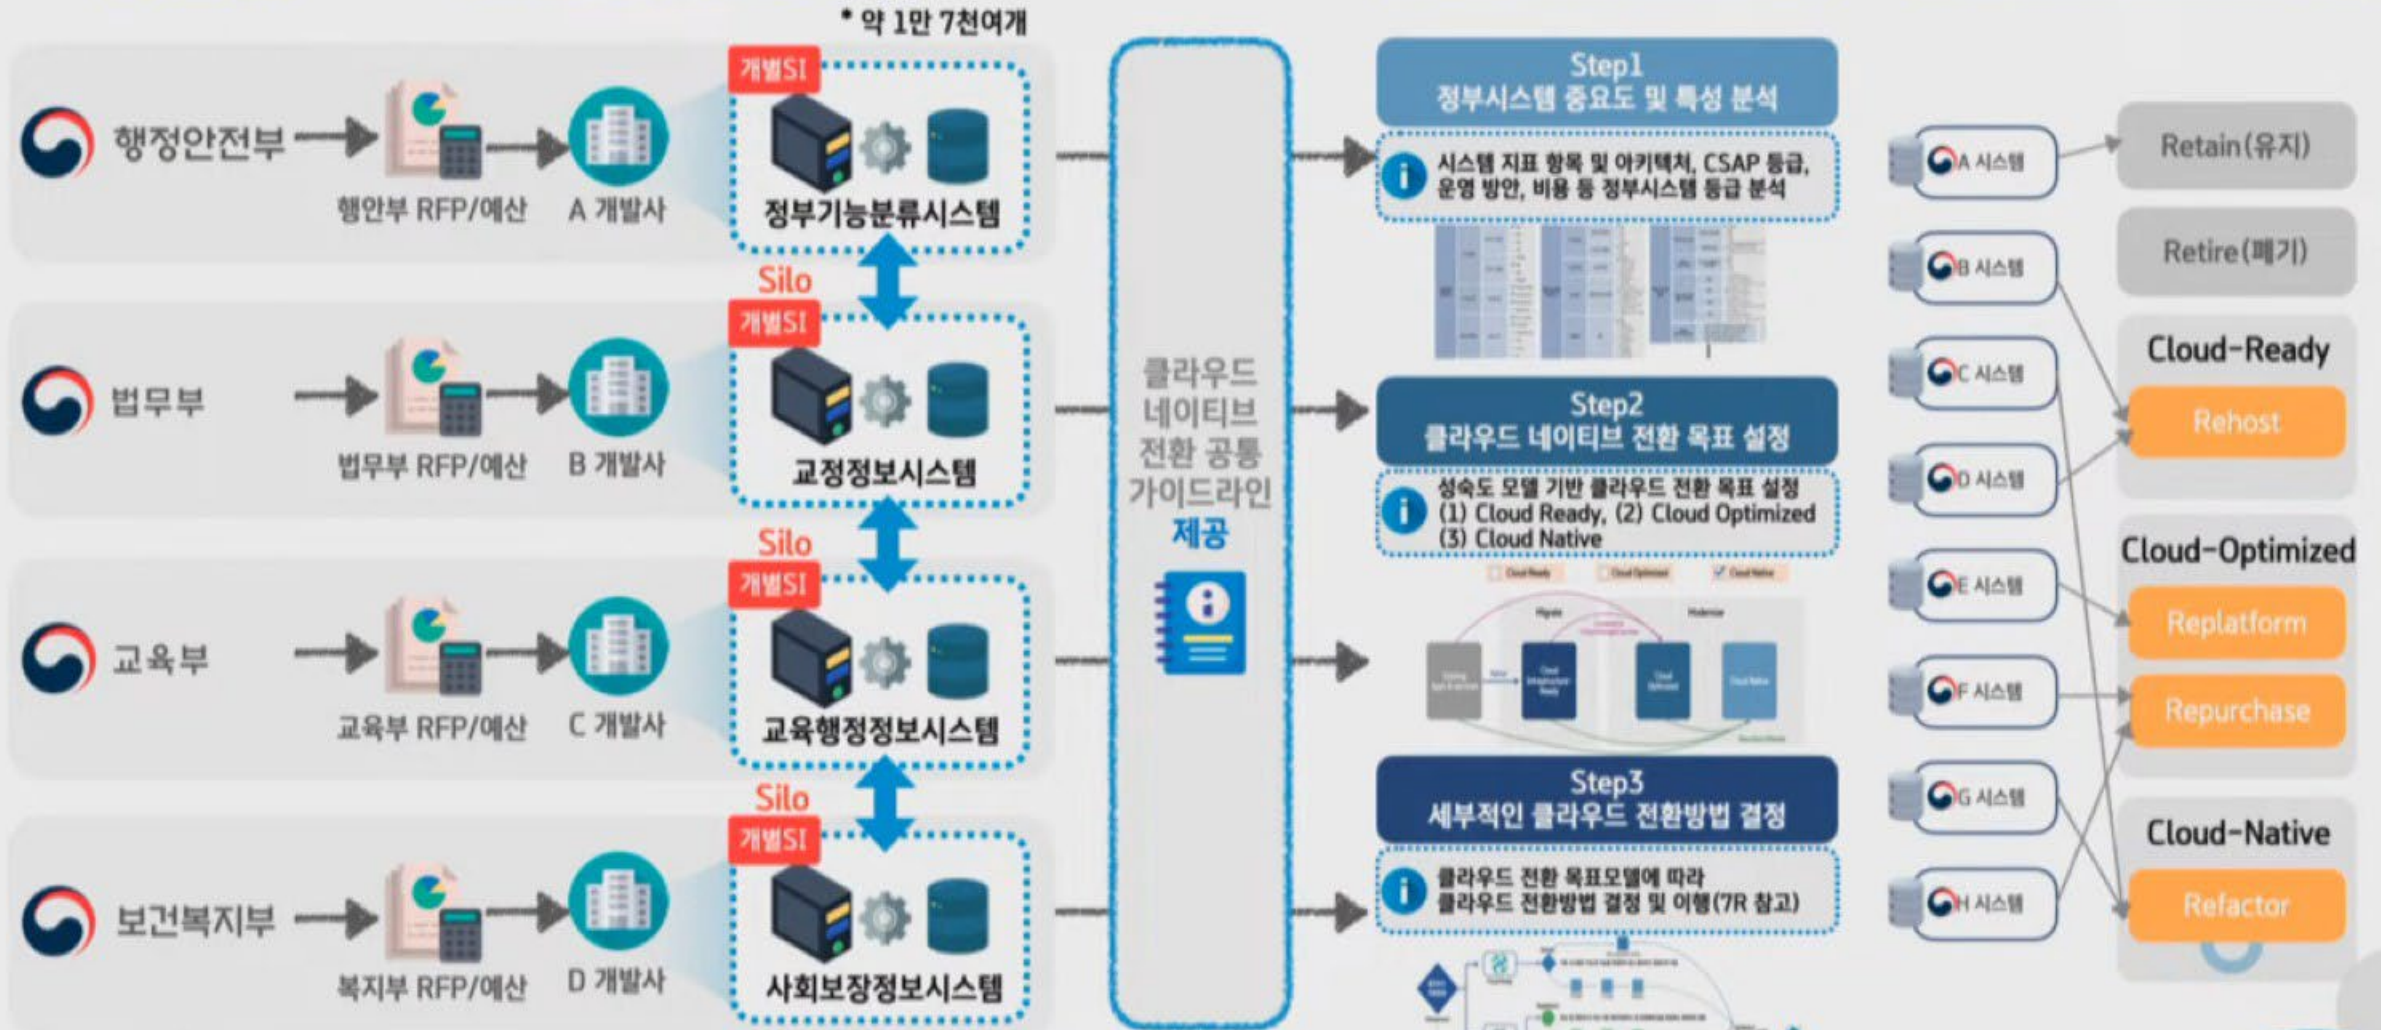 * 약 1만 7천여개
행정안전부
행안부 RFP/예산
A 개발사
개별SI
정부기능분류시스템
Silo
법무부
법무부 RFP/예산
B 개발사
개별SI
교정정보시스템
Silo
교육부
교육부 RFP/예산
C 개발사
개별SI
교육행정정보시스템
Silo
보건복지부
복지부 RFP/예산
D 개발사
개별SI
사회보장정보시스템
클라우드
네이티브
전환 공통
가이드라인
제공
Step1
정부시스템 중요도 및 특성 분석
시스템 지표 항목 및 아키텍처, CSAP 등급,
운영 방안, 비용 등 정부시스템 등급 분석
Step2
클라우드 네이티브 전환 목표 설정
성숙도 모델 기반 클라우드 전환 목표 설정
(1) Cloud Ready, (2) Cloud Optimized
(3) Cloud Native
Cloud Ready
Cloud Optimized
Cloud Native
Migrate
Modernize
Cloud Native
Step3
세부적인 클라우드 전환방법 결정
클라우드 전환 목표모델에 따라
클라우드 전환방법 결정 및 이행(7R 참고)
A 시스템
B 시스템
C 시스템
D 시스템
E 시스템
F 시스템
G 시스템
H 시스템
Retain(유지)
Retire(폐기)
Cloud-Ready
Rehost
Cloud-Optimized
Replatform
Repurchase
Cloud-Native
Refactor